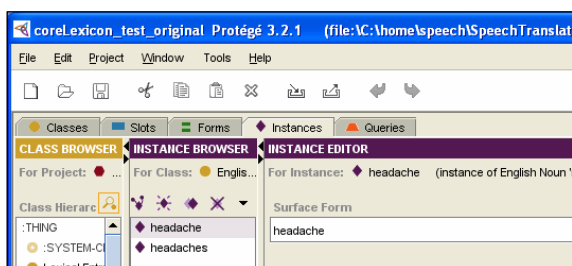 coreLexicon_test_original Protégé 3.2.1 (file:\C:\home\speech\SpeechTranslat
File Edit Project Window Tools Help
Classes Slots Forms Instances Queries
CLASS BROWSER INSTANCE BROWSER INSTANCE EDITOR
For Project: ... For Class: Englis... For Instance: headache (instance of English Noun
Class Hierarc Surface Form
:THING headache headache
:SYSTEM-Cl headaches